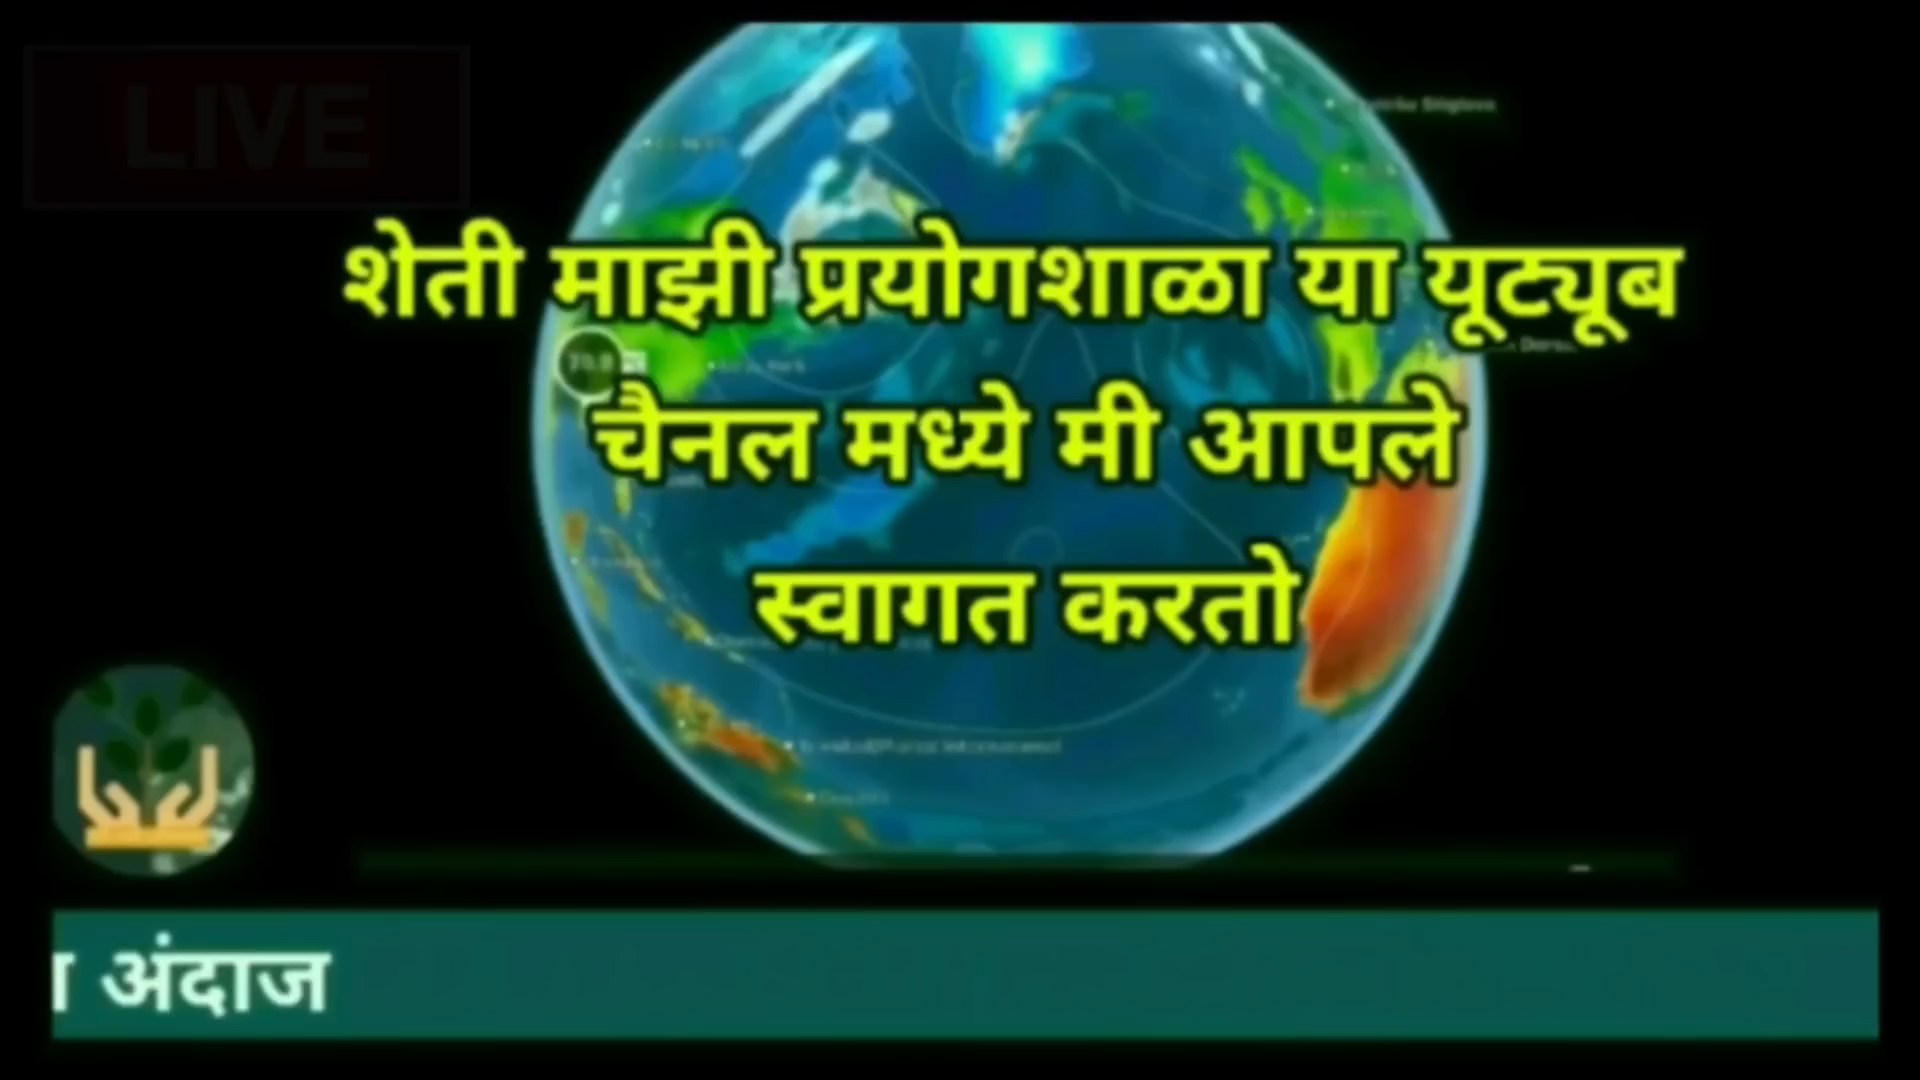 LIVE
शेती माझी प्रयोगशाळा या यूट्यूब
चैनल मध्ये मी आपले
स्वागत करतो
अंदाज